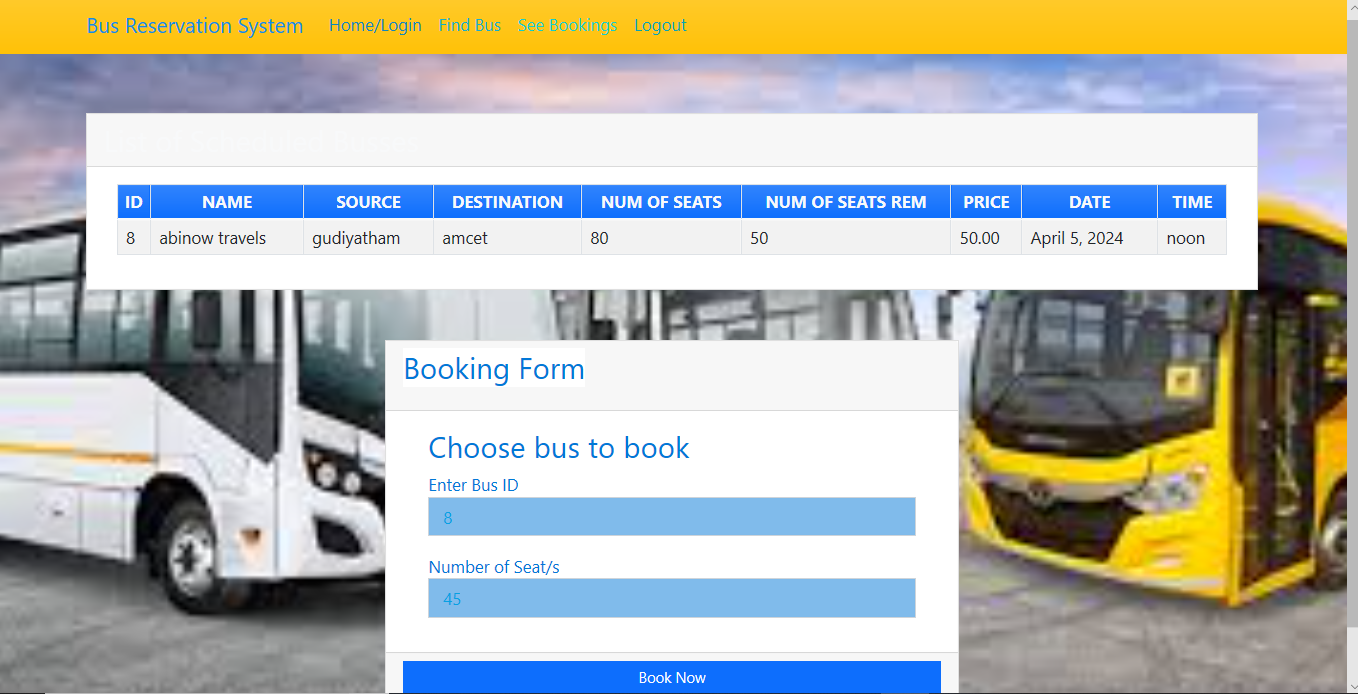 Bus Reservation System Home/Login Find Bus See Bookings Logout
List of Scheduled Busses
ID NAME SOURCE DESTINATION NUM OF SEATS NUM OF SEATS REM PRICE DATE TIME
8 abinow travels gudiyatham amcet 80 50 50.00 April 5, 2024 noon
Booking Form
Choose bus to book
Enter Bus ID
8
Number of Seat/s
45
Book Now